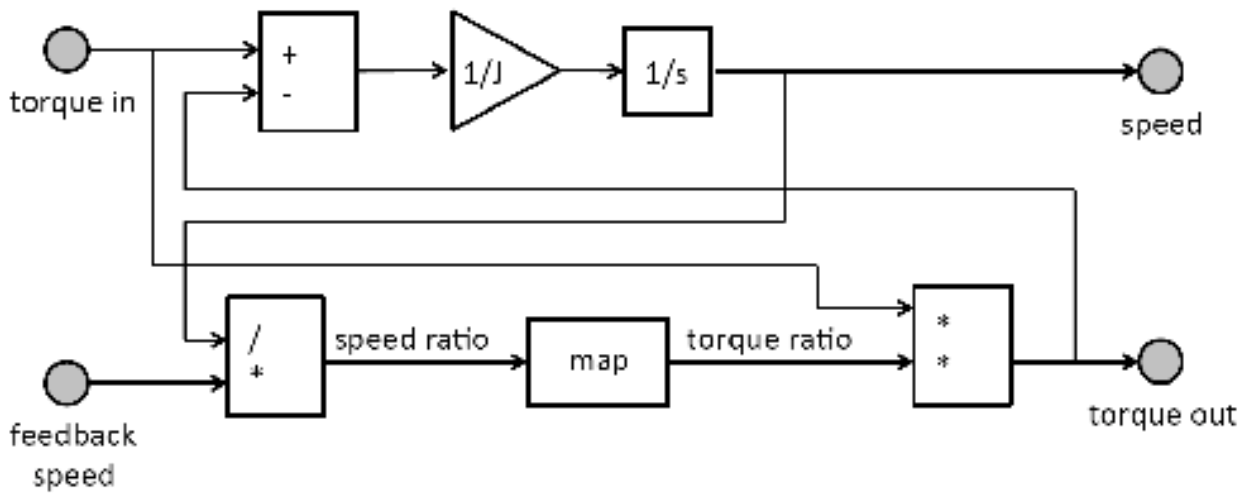 torque in
+
-
1/J
1/s
speed
/
*
speed ratio
map
torque ratio
*
*
torque out
feedback
speed